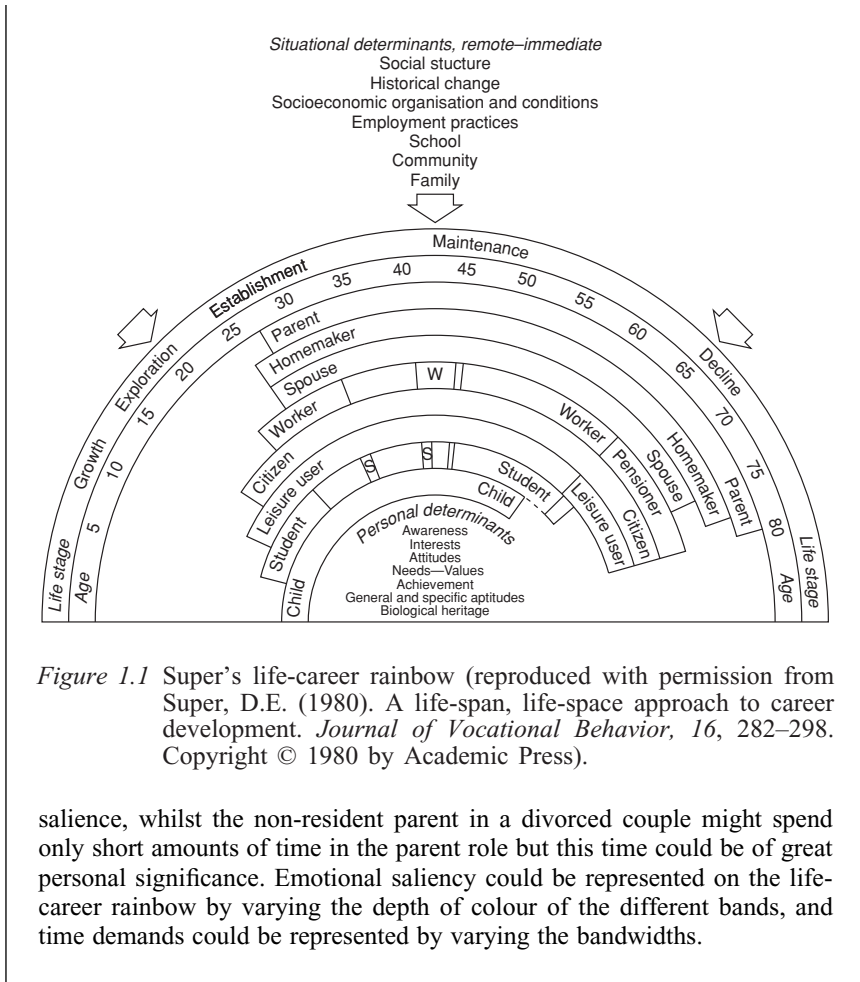 Situational determinants, remote–immediate
Social stucture
Historical change
Socioeconomic organisation and conditions
Employment practices
School
Community
Family
Life stage
Growth
Exploration
Establishment
Maintenance
Decline
Life stage
Age
5
10
15
20
25
30
35
40
45
50
55
60
65
70
75
80
Age
Parent
Parent
Homemaker
Homemaker
Spouse
Spouse
Worker
W
Worker
Pensioner
Citizen
Citizen
Leisure user
Leisure user
Student
S
S
Student
Child
Child
Personal determinants
Awareness
Interests
Attitudes
Needs—Values
Achievement
General and specific aptitudes
Biological heritage
Figure 1.1 Super’s life-career rainbow (reproduced with permission from
Super, D.E. (1980). A life-span, life-space approach to career
development. Journal of Vocational Behavior, 16, 282–298.
Copyright © 1980 by Academic Press).
salience, whilst the non-resident parent in a divorced couple might spend
only short amounts of time in the parent role but this time could be of great
personal significance. Emotional saliency could be represented on the life-
career rainbow by varying the depth of colour of the different bands, and
time demands could be represented by varying the bandwidths.